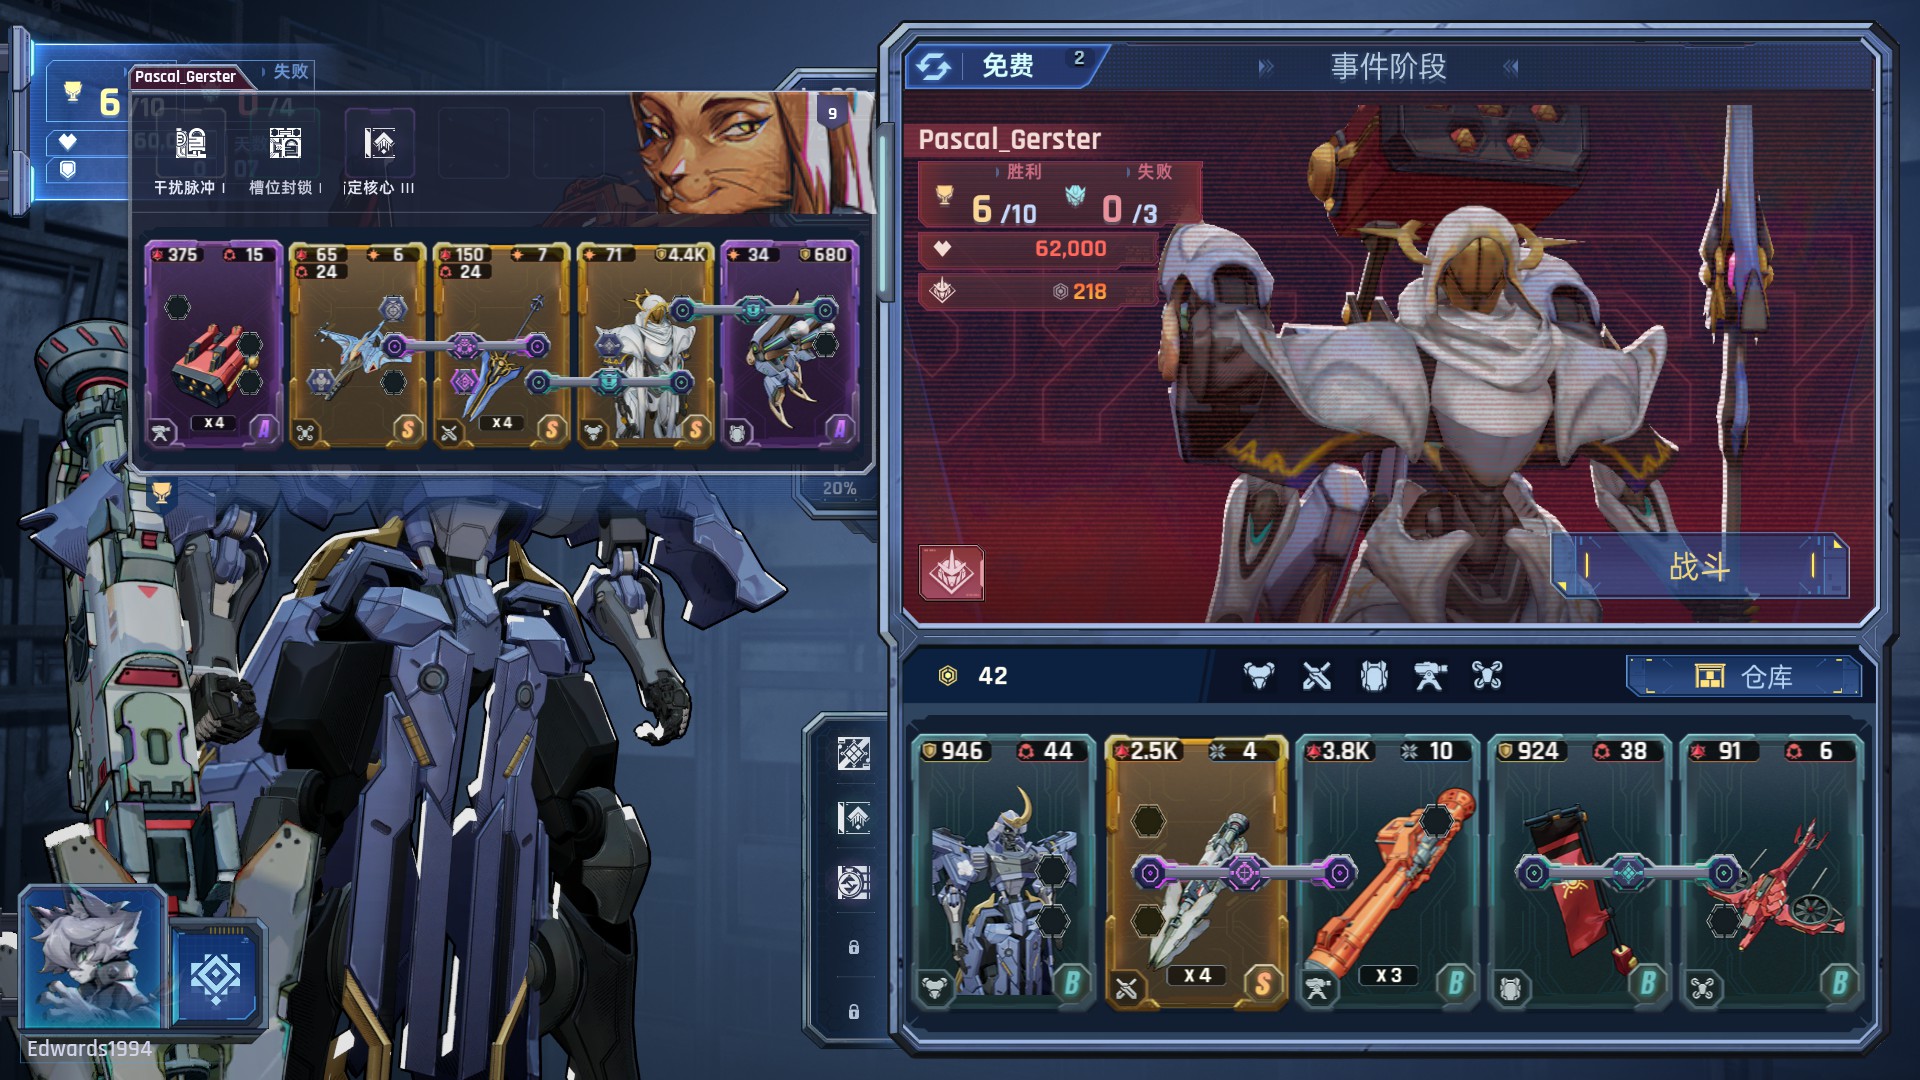 Pascal_Gerster
失败
6/10
0/4
9
干扰脉冲 I
槽位封锁 I
定核心 III
375 15
65 6
24
150 7
24
71 4.4K
34 680
x4 A
S
x4 S
S
A
20%
Edwards1994
免费 2
事件阶段
Pascal_Gerster
胜利 失败
6/10 0/3
62,000
218
战斗
42
仓库
946 44
2.5K 4
3.8K 10
924 38
91 6
B
x4 S
x3 B
B
B